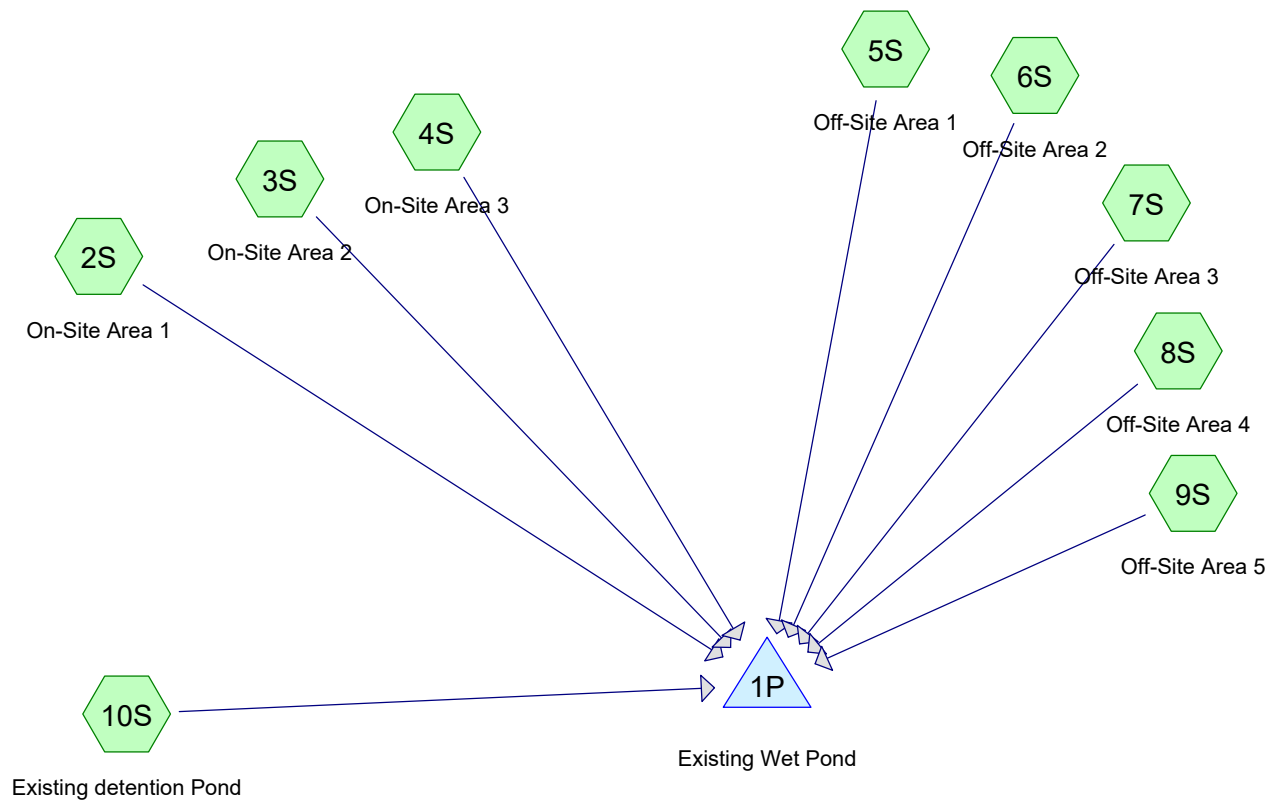 5S
Off-Site Area 1
6S
Off-Site Area 2
4S
On-Site Area 3
3S
On-Site Area 2
7S
Off-Site Area 3
2S
On-Site Area 1
8S
Off-Site Area 4
9S
Off-Site Area 5
1P
Existing Wet Pond
10S
Existing detention Pond